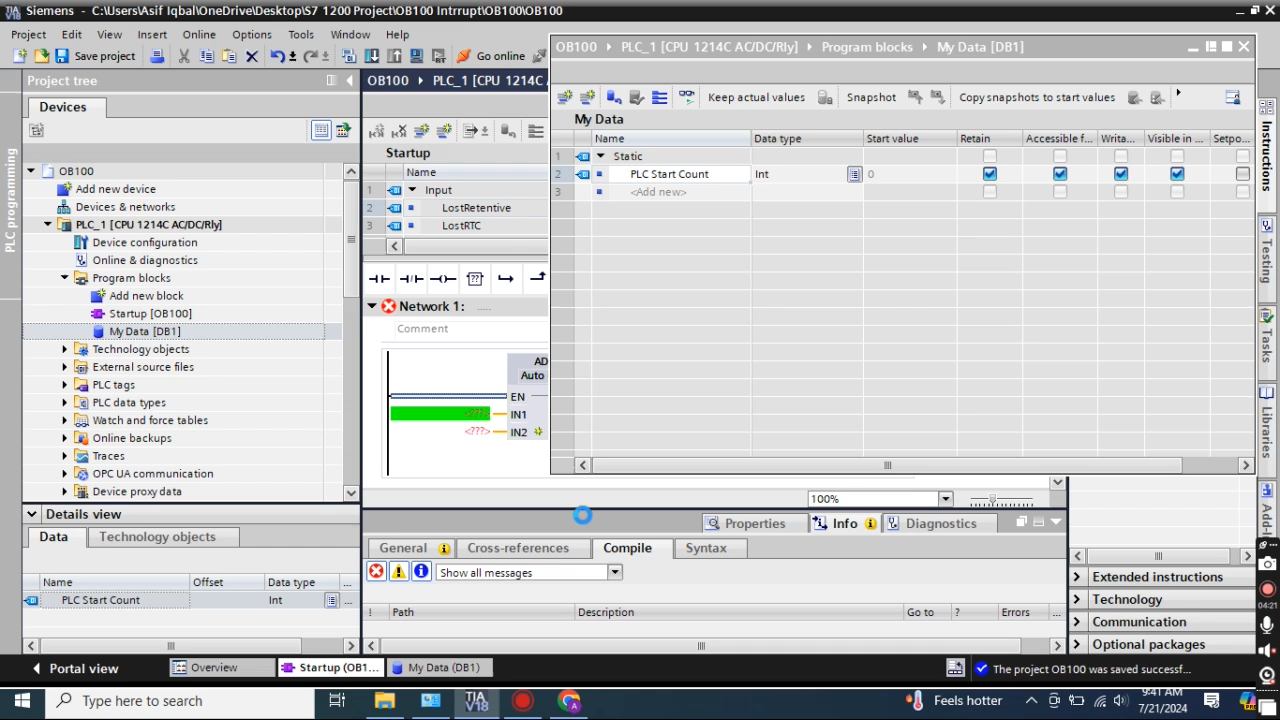 Siemens - C:\Users\Asif Iqbal\OneDrive\Desktop\S7 1200 Project\OB100 Intrrupt\OB100\OB100
TIA V18
Project Edit View Insert Online Options Tools Window Help
Save project
Go online
Project tree
Devices
PLC programming
OB100
Add new device
Devices & networks
PLC_1 [CPU 1214C AC/DC/Rly]
Device configuration
Online & diagnostics
Program blocks
Add new block
Startup [OB100]
My Data [DB1]
Technology objects
External source files
PLC tags
PLC data types
Watch and force tables
Online backups
Traces
OPC UA communication
Device proxy data
Details view
Data Technology objects
Name Offset Data type ...
PLC Start Count Int ...
OB100 PLC_1 [CPU 1214C
Startup
Name
1 Input
2 LostRetentive
3 LostRTC
??
Network 1: .....
Comment
AD
Auto
EN
<???> IN1
<???> IN2
100%
OB100 PLC_1 [CPU 1214C AC/DC/Rly] Program blocks My Data [DB1]
Keep actual values Snapshot Copy snapshots to start values
My Data
Name Data type Start value Retain Accessible f... Writa... Visible in ... Setpo...
1 Static
2 PLC Start Count Int 0
3 <Add new>
Properties Info Diagnostics
General Cross-references Compile Syntax
Show all messages
! Path Description Go to ? Errors ...
Instructions
Testing
Tasks
Libraries
Add-I
Extended instructions
Technology
Communication
Optional packages
04:21
Portal view Overview Startup (OB1... My Data (DB1) The project OB100 was saved successf...
Type here to search
TIA V18
Feels hotter
9:41 AM
7/21/2024